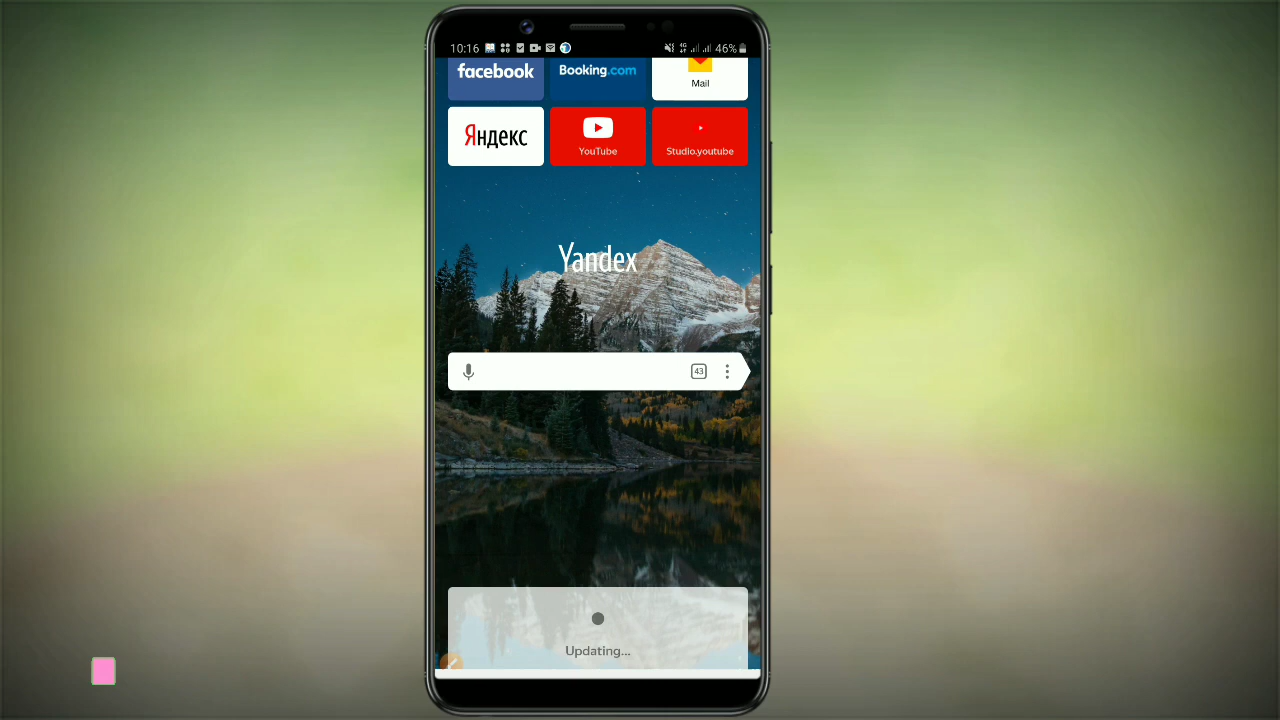 10:16 46%
facebook Booking.com Mail
Яндекс YouTube Studio.youtube
Yandex
43
Updating...